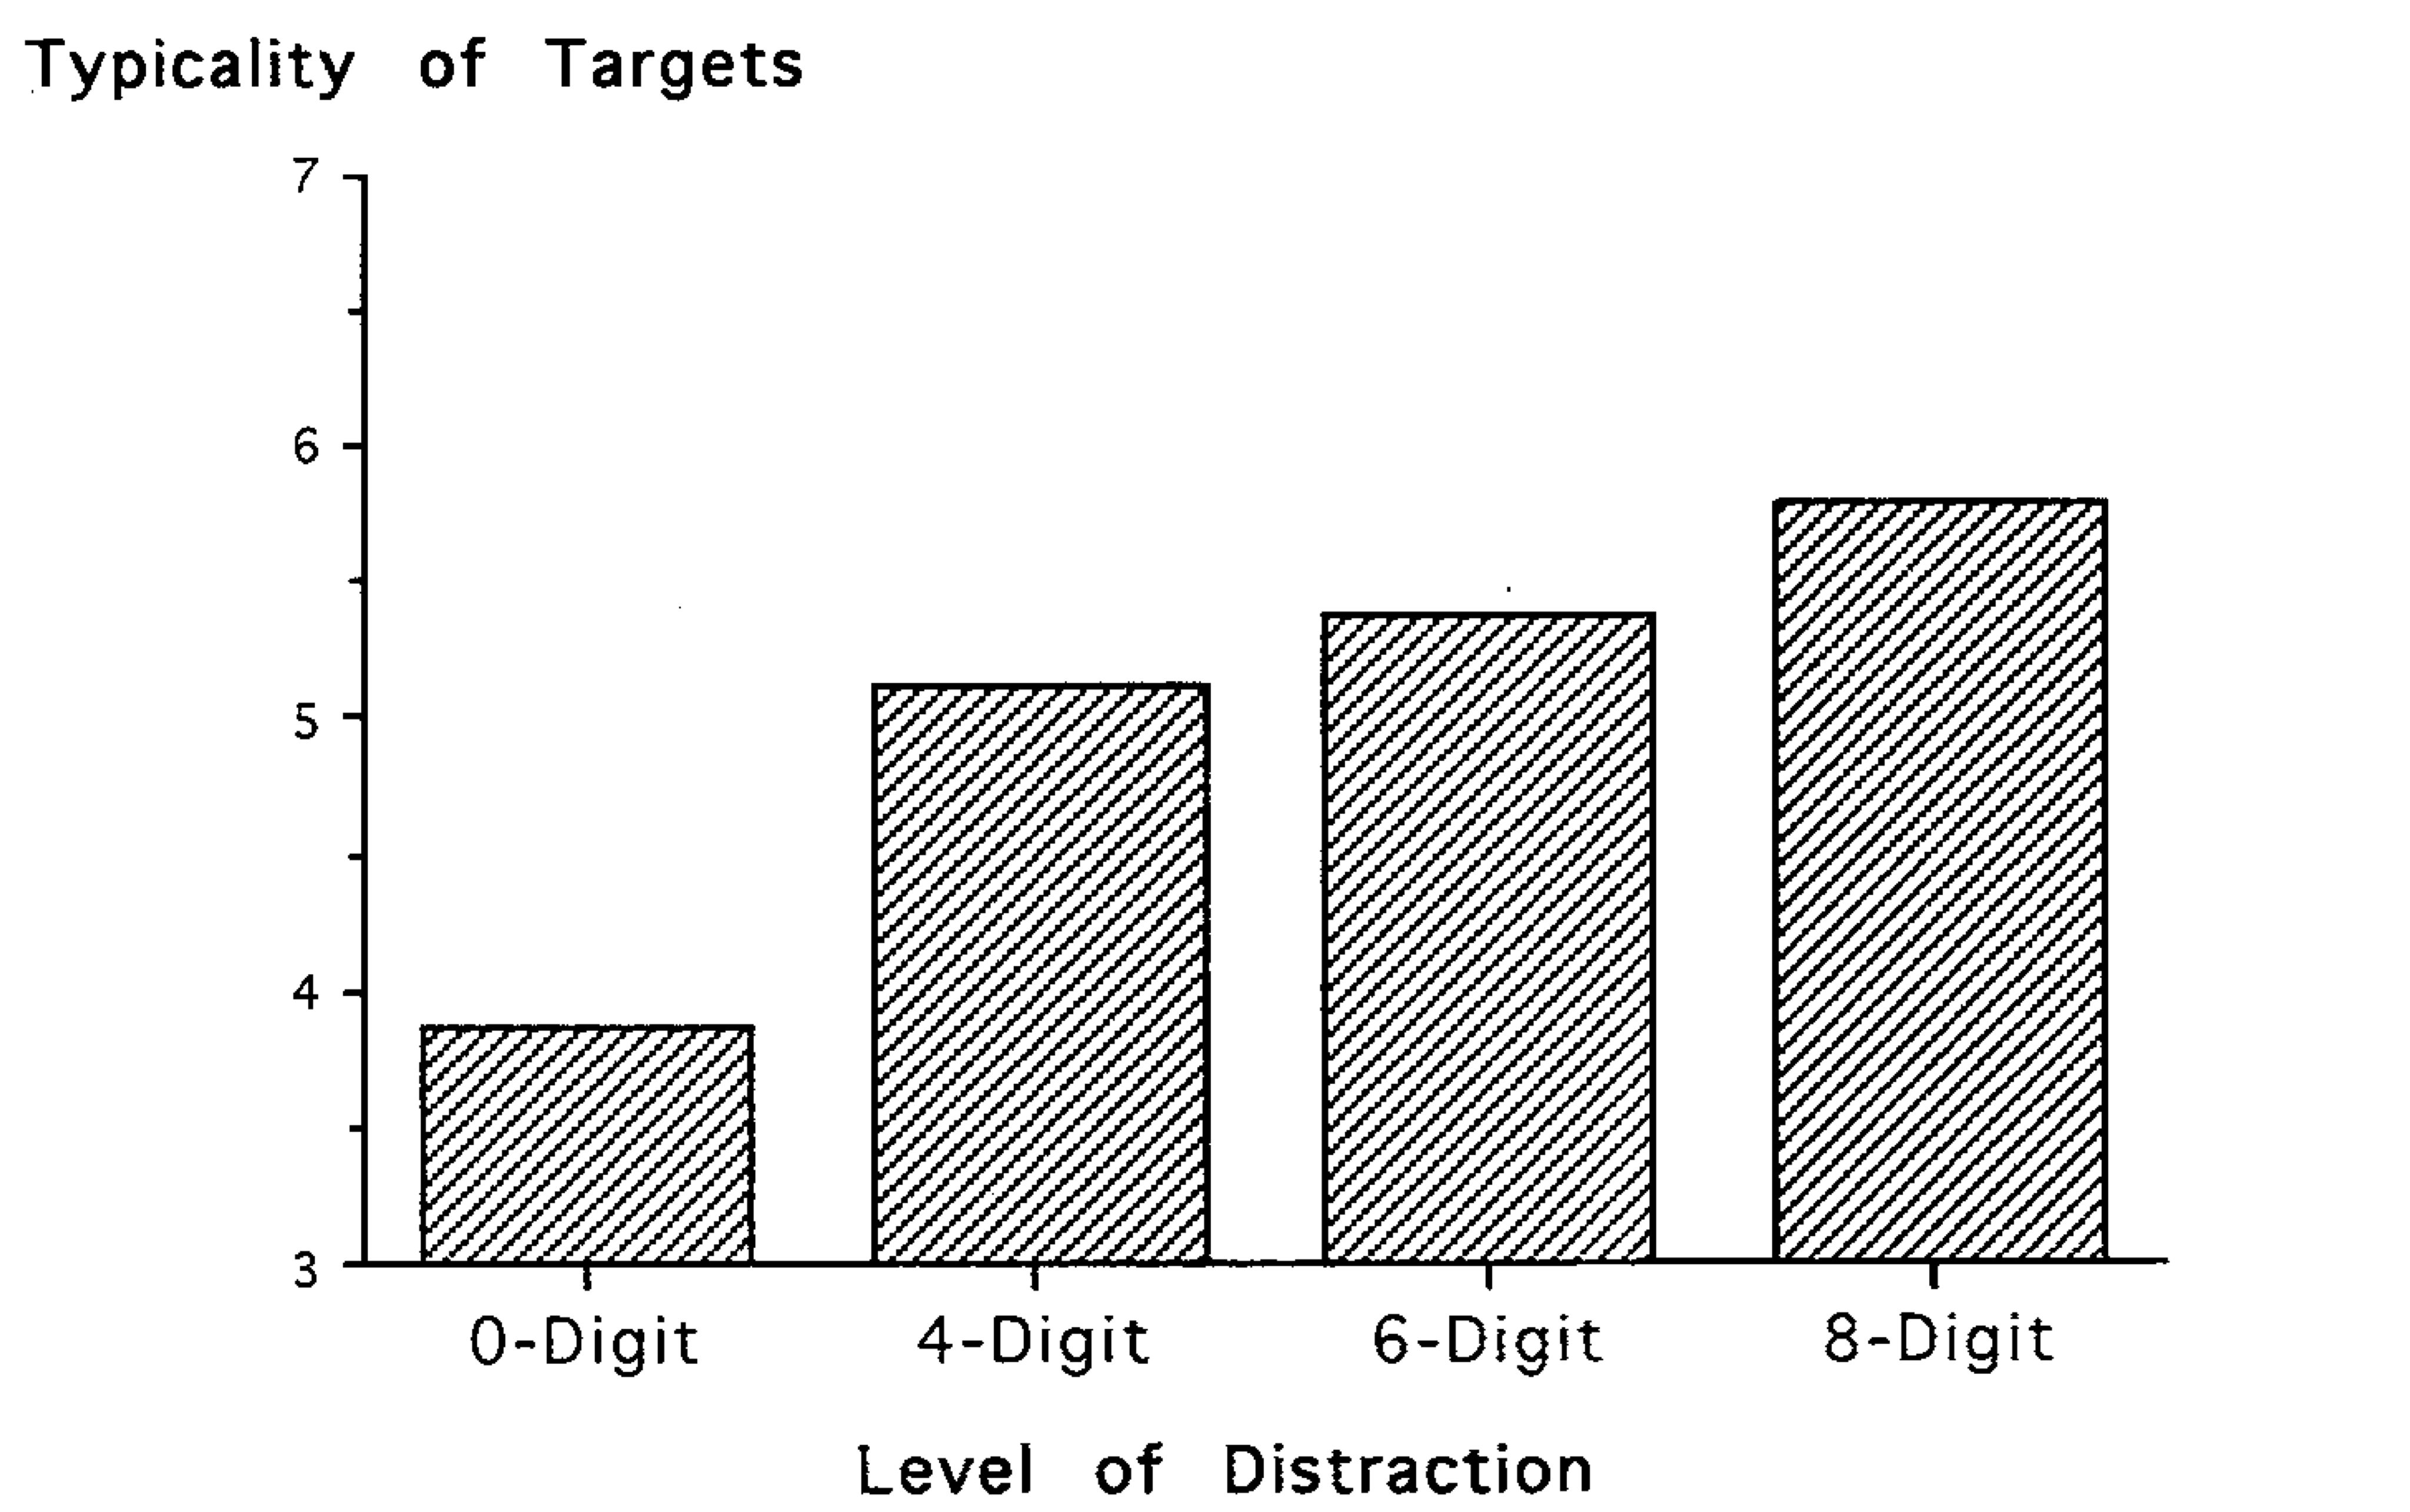 Typicality of Targets
7
6
5
4
3
0-Digit 4-Digit 6-Digit 8-Digit
Level of Distraction